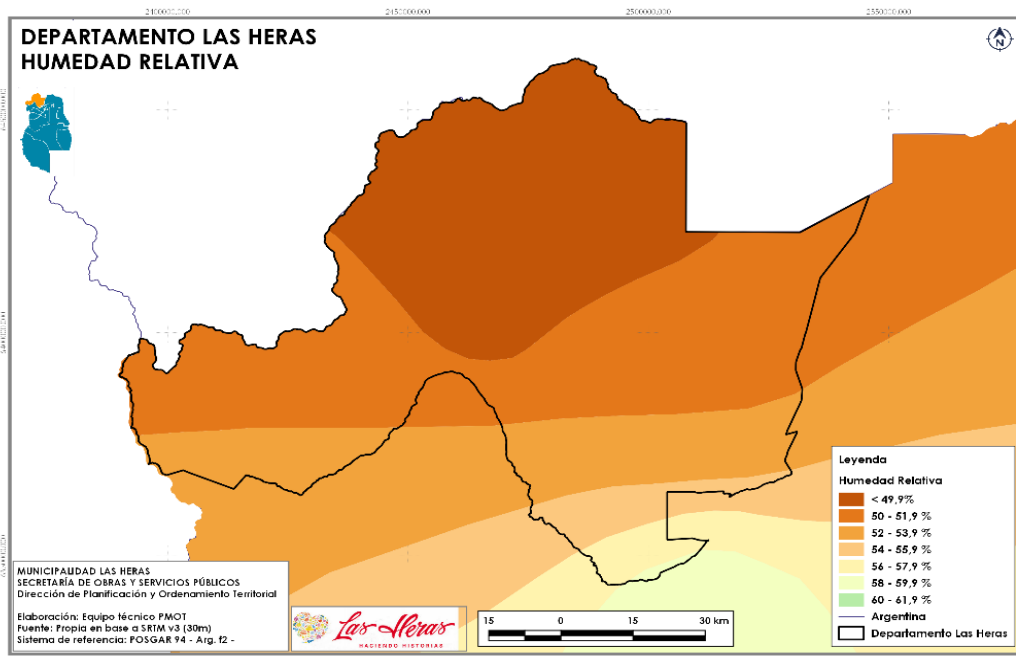 2400000,000 2450000,000 2500000,000 2550000,000
DEPARTAMENTO LAS HERAS
HUMEDAD RELATIVA
N
Leyenda
Humedad Relativa
< 49,9%
50 - 51,9 %
52 - 53,9 %
54 - 55,9 %
56 - 57,9 %
58 - 59,9 %
60 - 61,9 %
Argentina
Departamento Las Heras
MUNICIPALIDAD LAS HERAS
SECRETARÍA DE OBRAS Y SERVICIOS PÚBLICOS
Dirección de Planificación y Ordenamiento Territorial
Elaboración: Equipo técnico PMOT
Fuente: Propia en base a SRTM v3 (30m)
Sistema de referencia: POSGAR 94 - Arg. f2 -
Las Heras
HACIENDO HISTORIAS
15 0 15 30 km